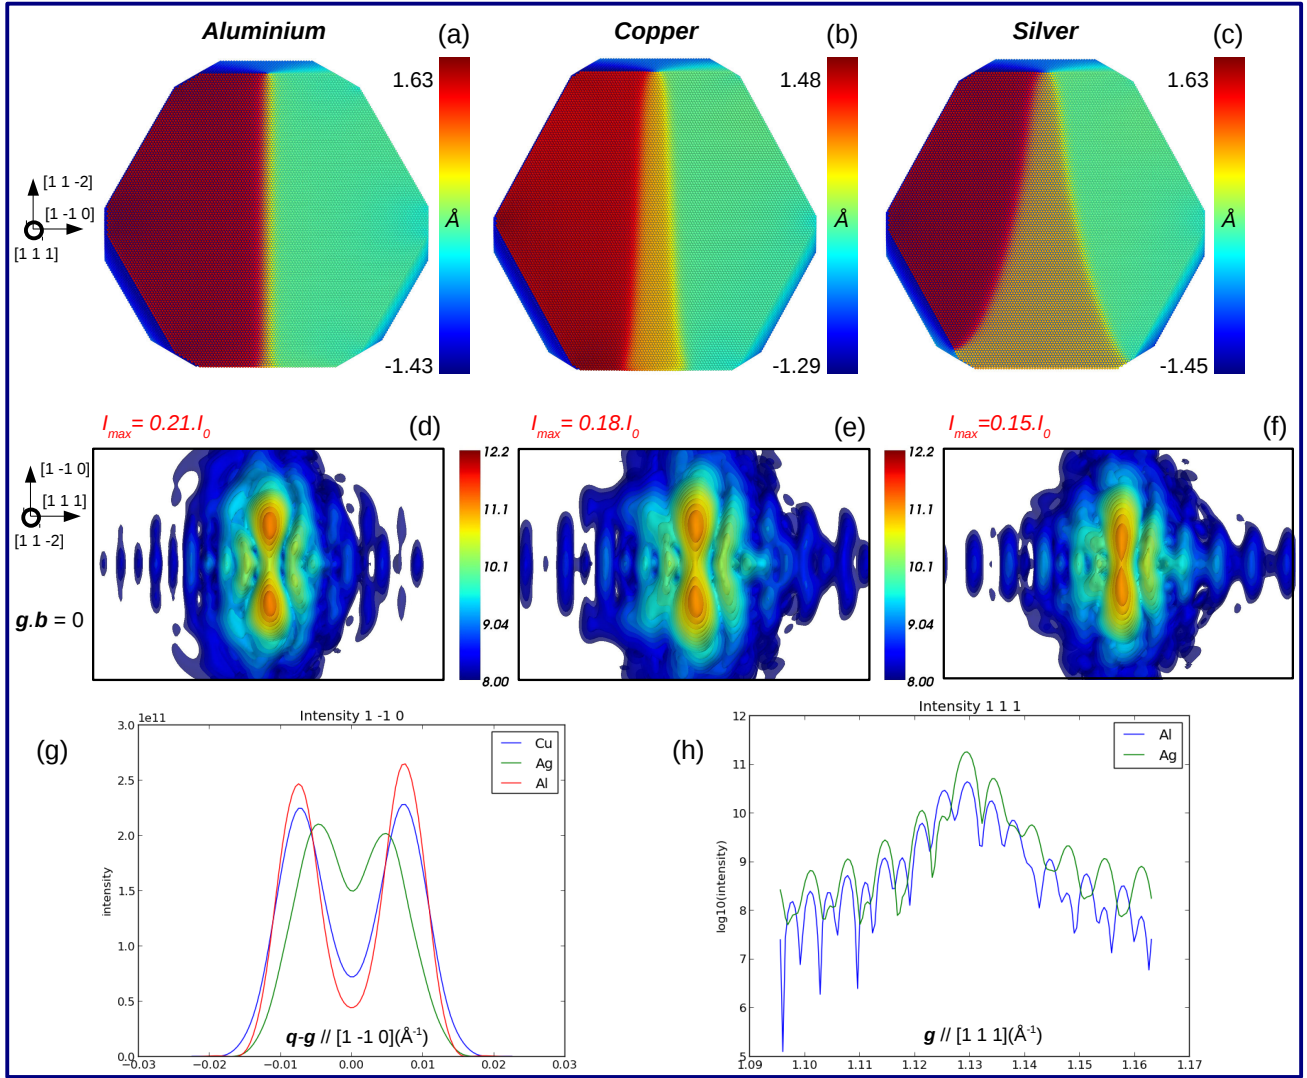 Aluminium (a) Copper (b) Silver (c)
1.63 1.48 1.63
[1 1 -2]
[1 -1 0]
[1 1 1]
Å Å Å
-1.43 -1.29 -1.45
I_max= 0.21.I_0 (d) I_max= 0.18.I_0 (e) I_max=0.15.I_0 (f)
12.2 12.2
[1 -1 0]
[1 1 1]
[1 1 -2]
11.1 11.1
10.1 10.1
g.b = 0
9.04 9.04
8.00 8.00
(g)
Intensity 1 -1 0
1e11
3.0
2.5
2.0
1.5
1.0
0.5
0.0
intensity
Cu
Ag
Al
q-g // [1 -1 0](Å-1)
−0.03 −0.02 −0.01 0.00 0.01 0.02 0.03
(h)
Intensity 1 1 1
12
11
10
9
8
7
6
5
log10(intensity)
Al
Ag
g // [1 1 1](Å-1)
1.09 1.10 1.11 1.12 1.13 1.14 1.15 1.16 1.17